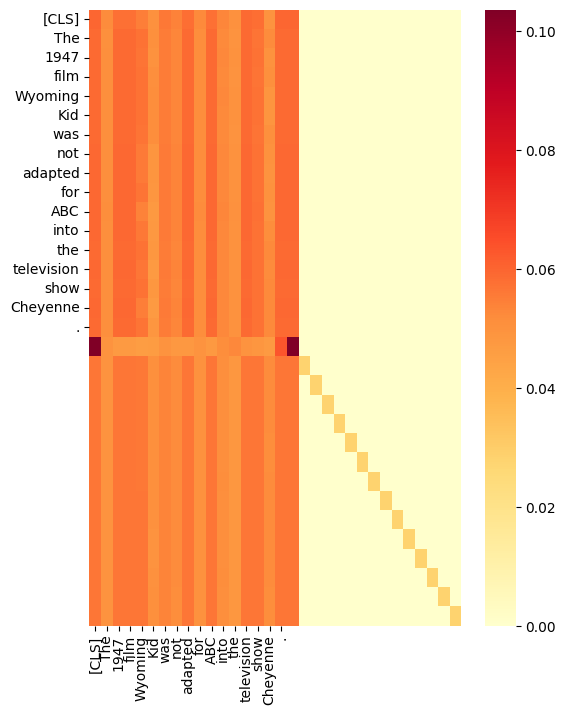 [CLS]
The
1947
film
Wyoming
Kid
was
not
adapted
for
ABC
into
the
television
show
Cheyenne
.
[CLS]
The
1947
film
Wyoming
Kid
was
not
adapted
for
ABC
into
the
television
show
Cheyenne
.
0.10
0.08
0.06
0.04
0.02
0.00